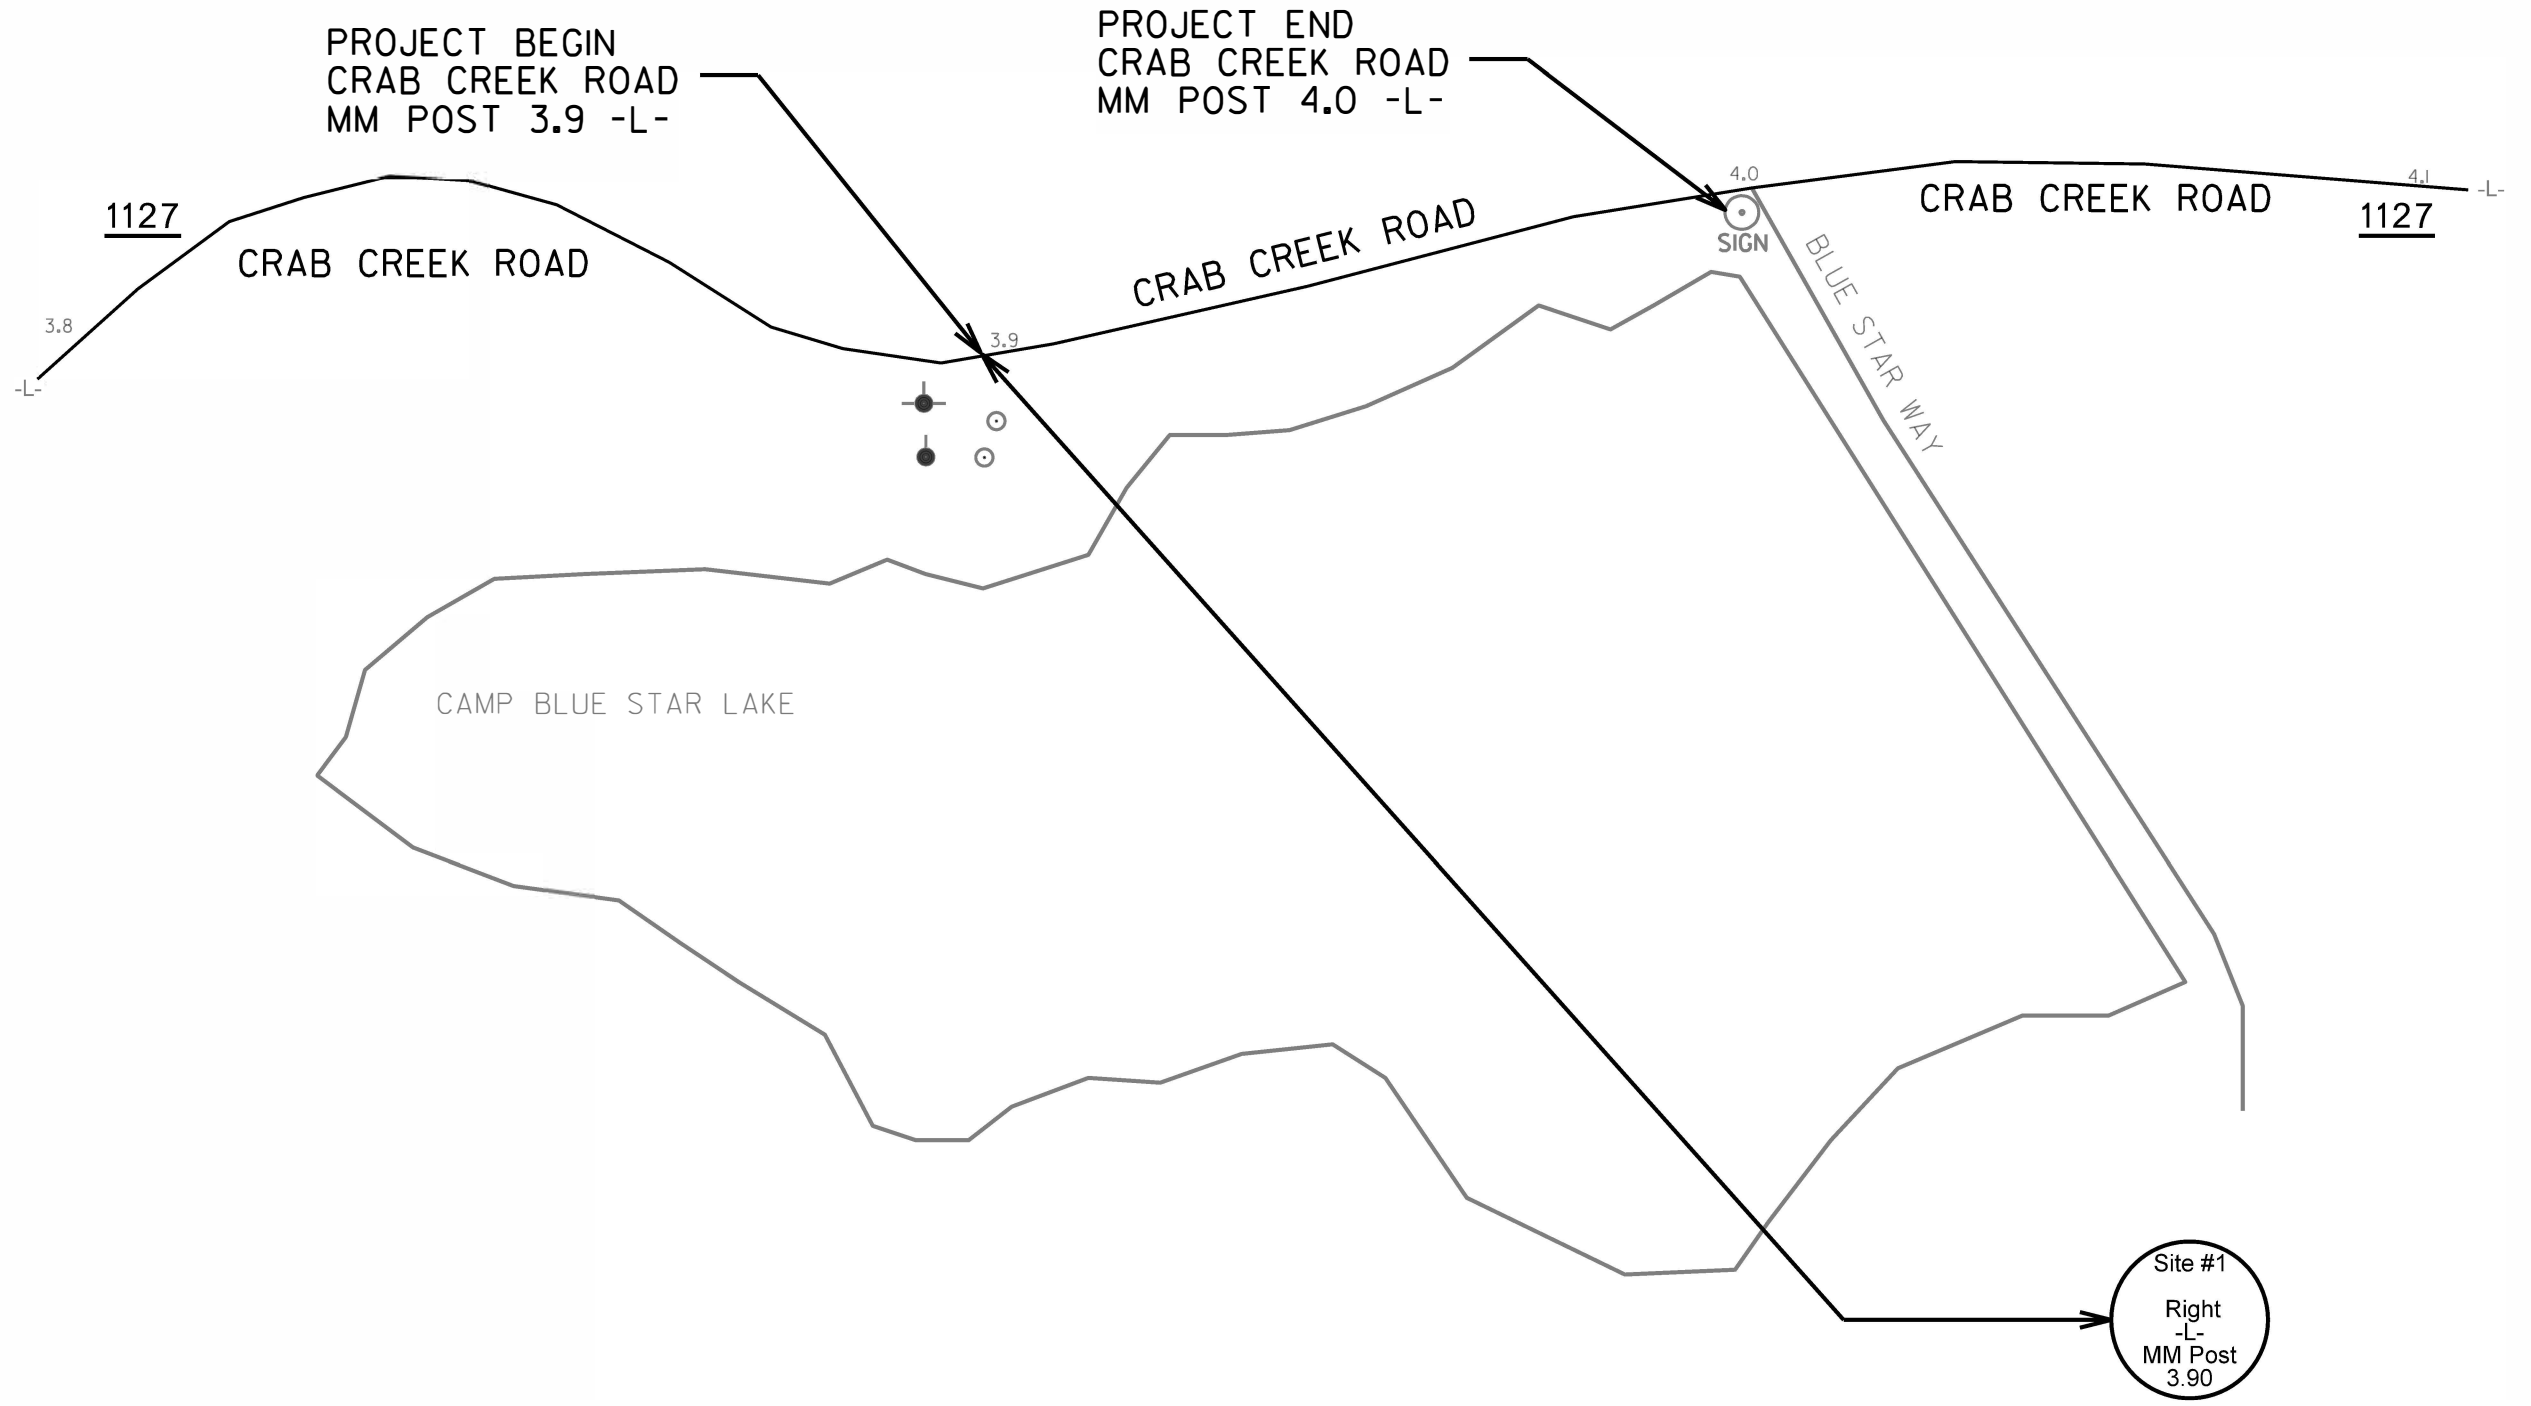 PROJECT BEGIN
CRAB CREEK ROAD
MM POST 3.9 -L-
PROJECT END
CRAB CREEK ROAD
MM POST 4.0 -L-
1127
CRAB CREEK ROAD
3.8
-L-
3.9
CRAB CREEK ROAD
4.0
SIGN
BLUE STAR WAY
CRAB CREEK ROAD
4.1
-L-
1127
CAMP BLUE STAR LAKE
Site #1
Right
-L-
MM Post
3.90